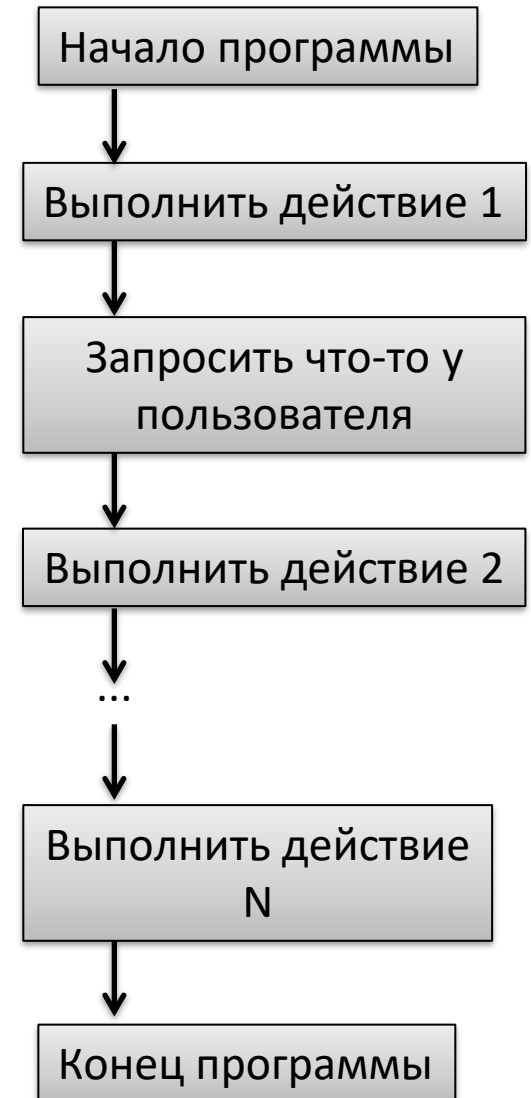 Начало программы
Выполнить действие 1
Запросить что-то у
пользователя
Выполнить действие 2
...
Выполнить действие
N
Конец программы